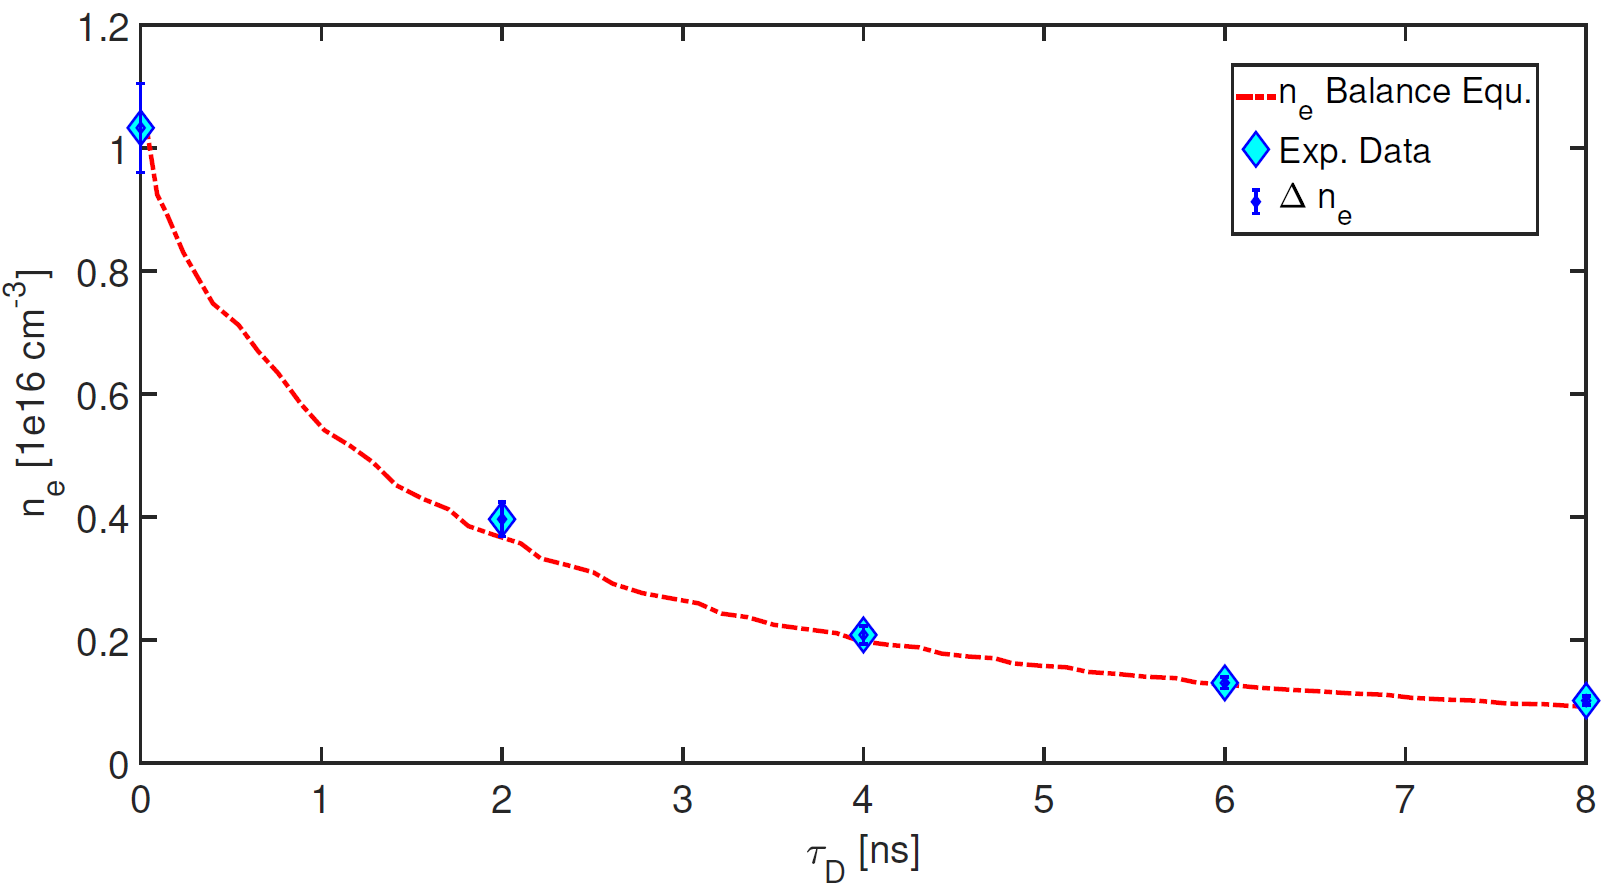 1.2
1
0.8
0.6
0.4
0.2
0
n_e [1e16 cm^-3]
n_e Balance Equ.
Exp. Data
Δ n_e
0 1 2 3 4 5 6 7 8
τ_D [ns]